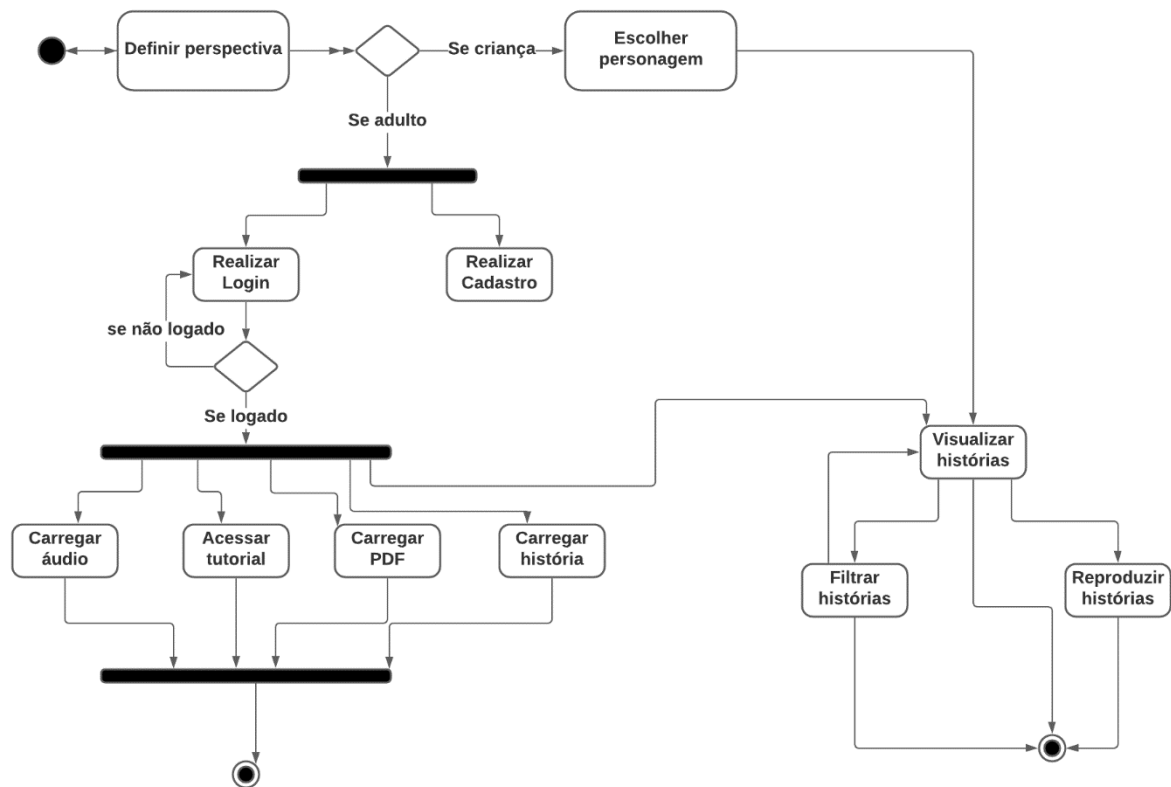 Definir perspectiva
Se criança
Escolher
personagem
Se adulto
Realizar
Login
Realizar
Cadastro
se não logado
Se logado
Visualizar
histórias
Carregar
áudio
Acessar
tutorial
Carregar
PDF
Carregar
história
Filtrar
histórias
Reproduzir
histórias